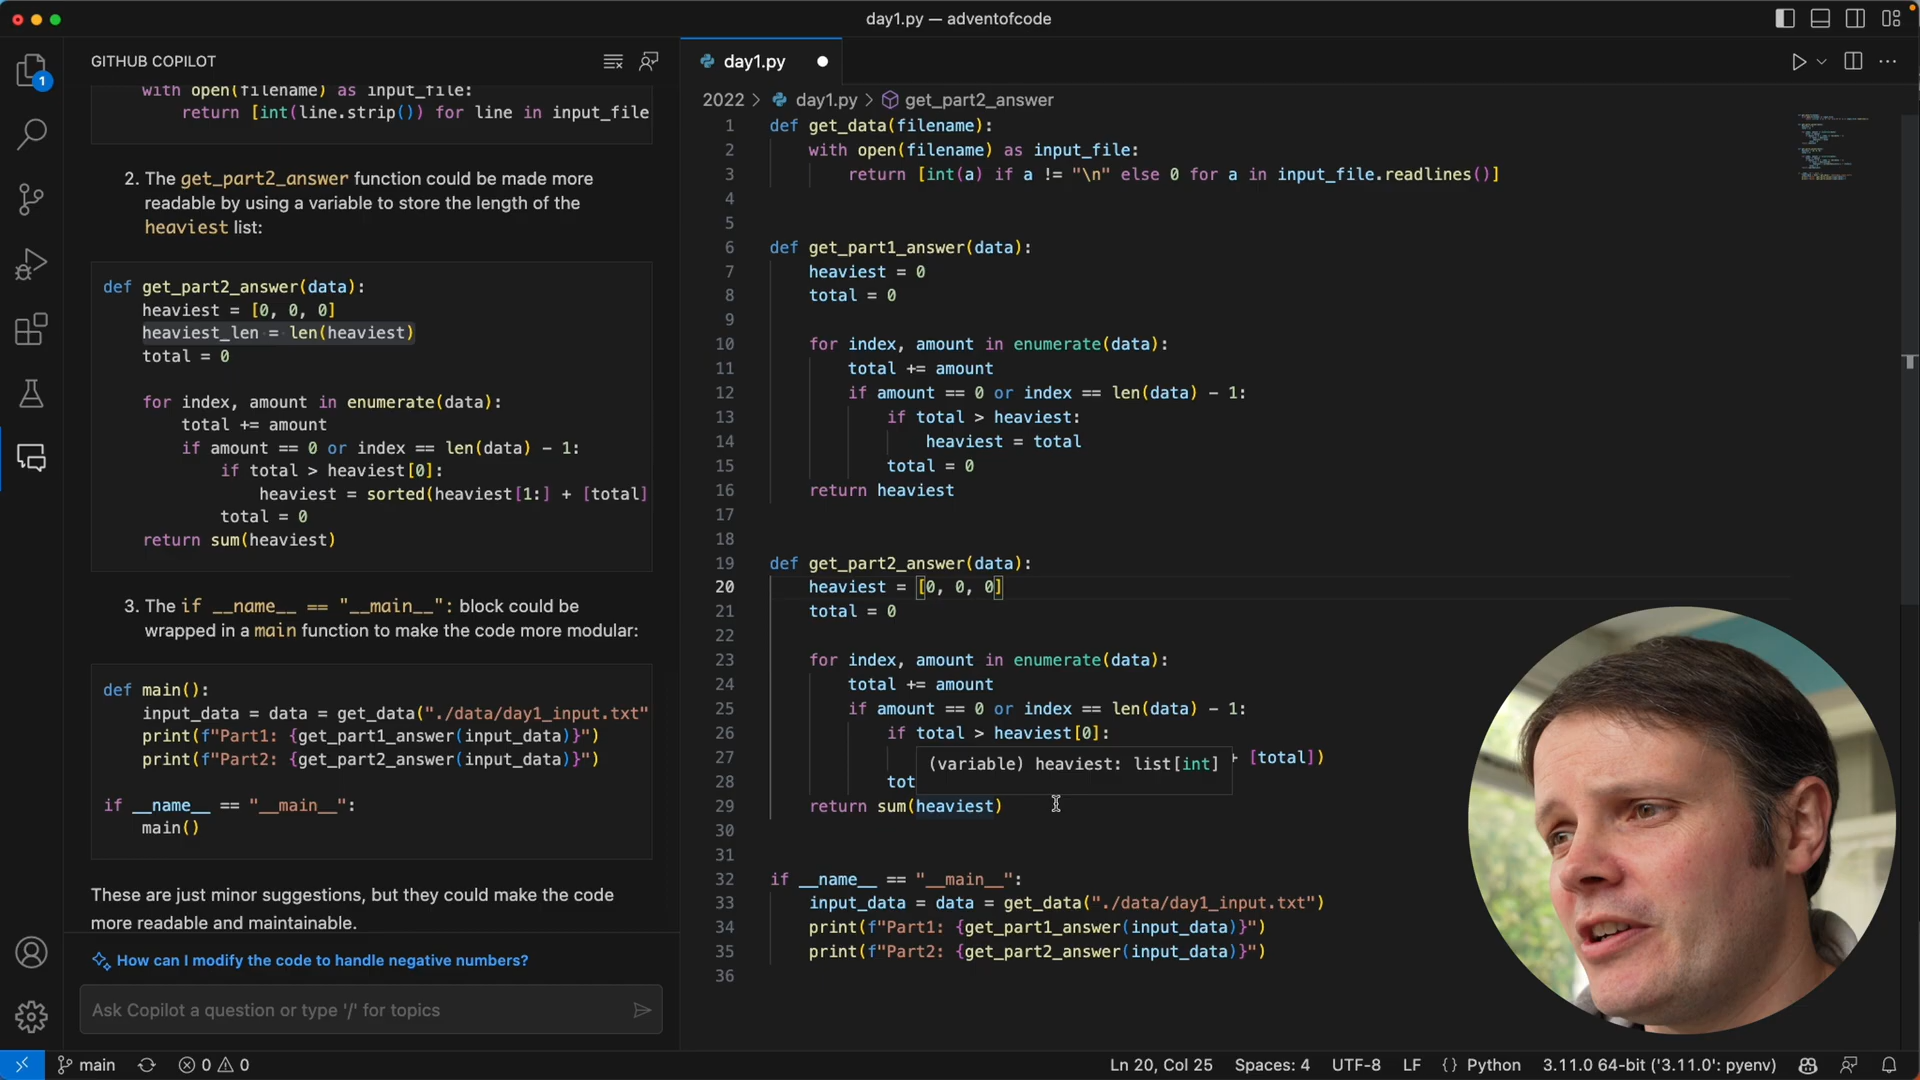 day1.py — adventofcode
GITHUB COPILOT
with open(filename) as input_file:
return [int(line.strip()) for line in input_file
2. The get_part2_answer function could be made more
readable by using a variable to store the length of the
heaviest list:
def get_part2_answer(data):
heaviest = [0, 0, 0]
heaviest_len = len(heaviest)
total = 0
for index, amount in enumerate(data):
total += amount
if amount == 0 or index == len(data) - 1:
if total > heaviest[0]:
heaviest = sorted(heaviest[1:] + [total]
total = 0
return sum(heaviest)
3. The if __name__ == "__main__": block could be
wrapped in a main function to make the code more modular:
def main():
input_data = data = get_data("./data/day1_input.txt"
print(f"Part1: {get_part1_answer(input_data)}")
print(f"Part2: {get_part2_answer(input_data)}")
if __name__ == "__main__":
main()
These are just minor suggestions, but they could make the code
more readable and maintainable.
How can I modify the code to handle negative numbers?
Ask Copilot a question or type '/' for topics
1
day1.py
2022 > day1.py > get_part2_answer
1 def get_data(filename):
2 with open(filename) as input_file:
3 return [int(a) if a != "\n" else 0 for a in input_file.readlines()]
4
5
6 def get_part1_answer(data):
7 heaviest = 0
8 total = 0
9
10 for index, amount in enumerate(data):
11 total += amount
12 if amount == 0 or index == len(data) - 1:
13 if total > heaviest:
14 heaviest = total
15 total = 0
16 return heaviest
17
18
19 def get_part2_answer(data):
20 heaviest = [0, 0, 0]
21 total = 0
22
23 for index, amount in enumerate(data):
24 total += amount
25 if amount == 0 or index == len(data) - 1:
26 if total > heaviest[0]:
27 + [total])
(variable) heaviest: list[int]
28 tot
29 return sum(heaviest)
30
31
32 if __name__ == "__main__":
33 input_data = data = get_data("./data/day1_input.txt")
34 print(f"Part1: {get_part1_answer(input_data)}")
35 print(f"Part2: {get_part2_answer(input_data)}")
36
main 0 0 Ln 20, Col 25 Spaces: 4 UTF-8 LF {} Python 3.11.0 64-bit ('3.11.0': pyenv)